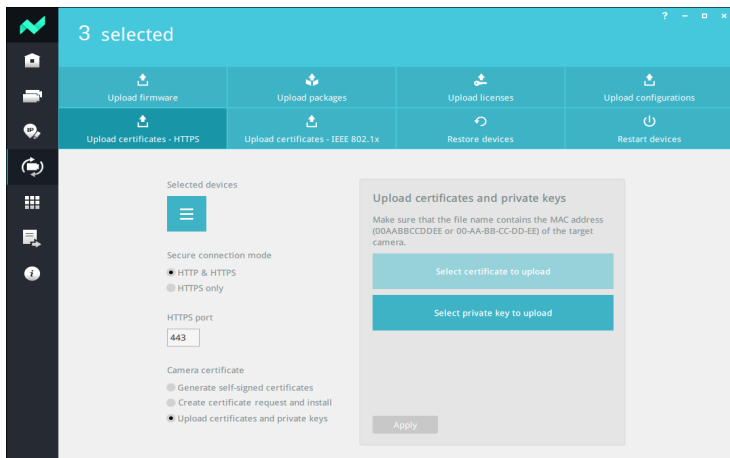 3 selected
Upload firmware
Upload packages
Upload licenses
Upload configurations
Upload certificates - HTTPS
Upload certificates - IEEE 802.1x
Restore devices
Restart devices
Selected devices
Secure connection mode
HTTP & HTTPS
HTTPS only
HTTPS port
443
Camera certificate
Generate self-signed certificates
Create certificate request and install
Upload certificates and private keys
Upload certificates and private keys
Make sure that the file name contains the MAC address
(00AABBCCDDEE or 00-AA-BB-CC-DD-EE) of the target
camera.
Select certificate to upload
Select private key to upload
Apply